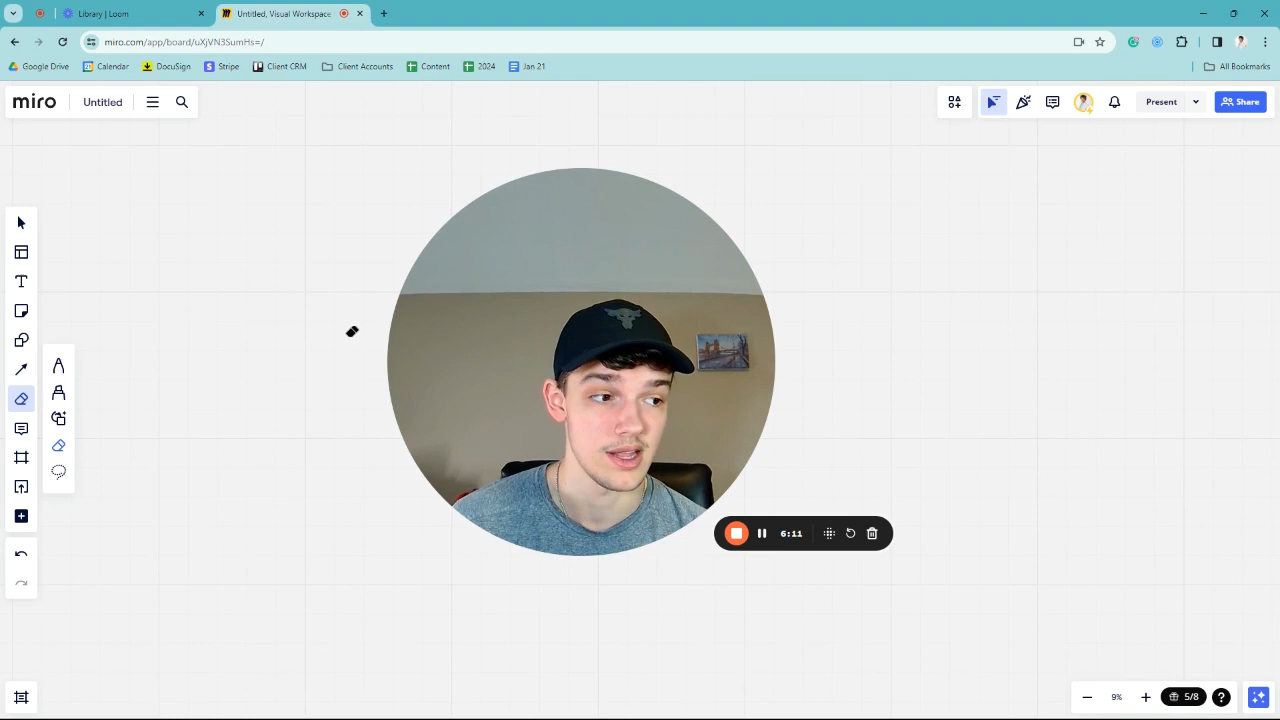 Library | Loom
Untitled, Visual Workspace
miro.com/app/board/uXjVN3SumHs=/
Google Drive
Calendar
DocuSign
Stripe
Client CRM
Client Accounts
Content
2024
Jan 21
All Bookmarks
miro
Untitled
Present
Share
6:11
9%
5/8
?